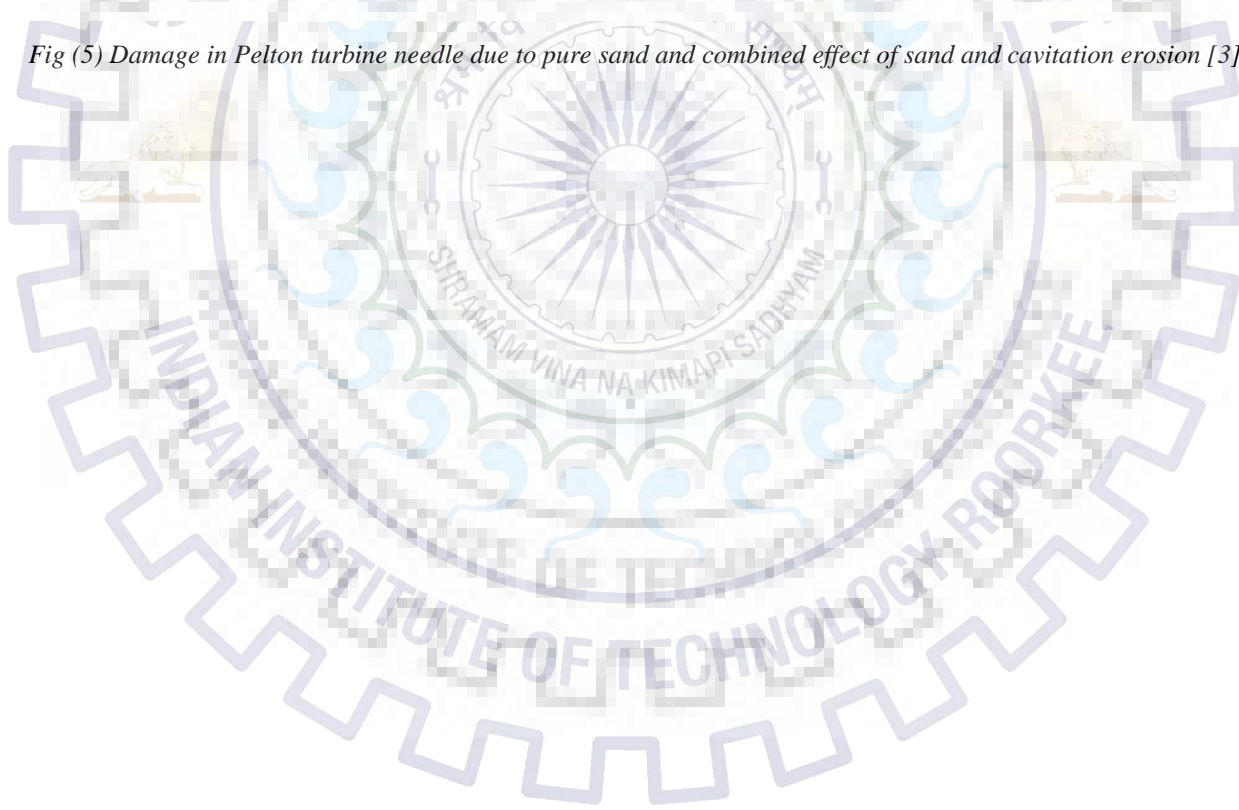 Fig (5) Damage in Pelton turbine needle due to pure sand and combined effect of sand and cavitation erosion [3]
SHRAMAM VINA NA KIMAPI SADHYAM
INDIAN INSTITUTE OF TECHNOLOGY ROORKEE